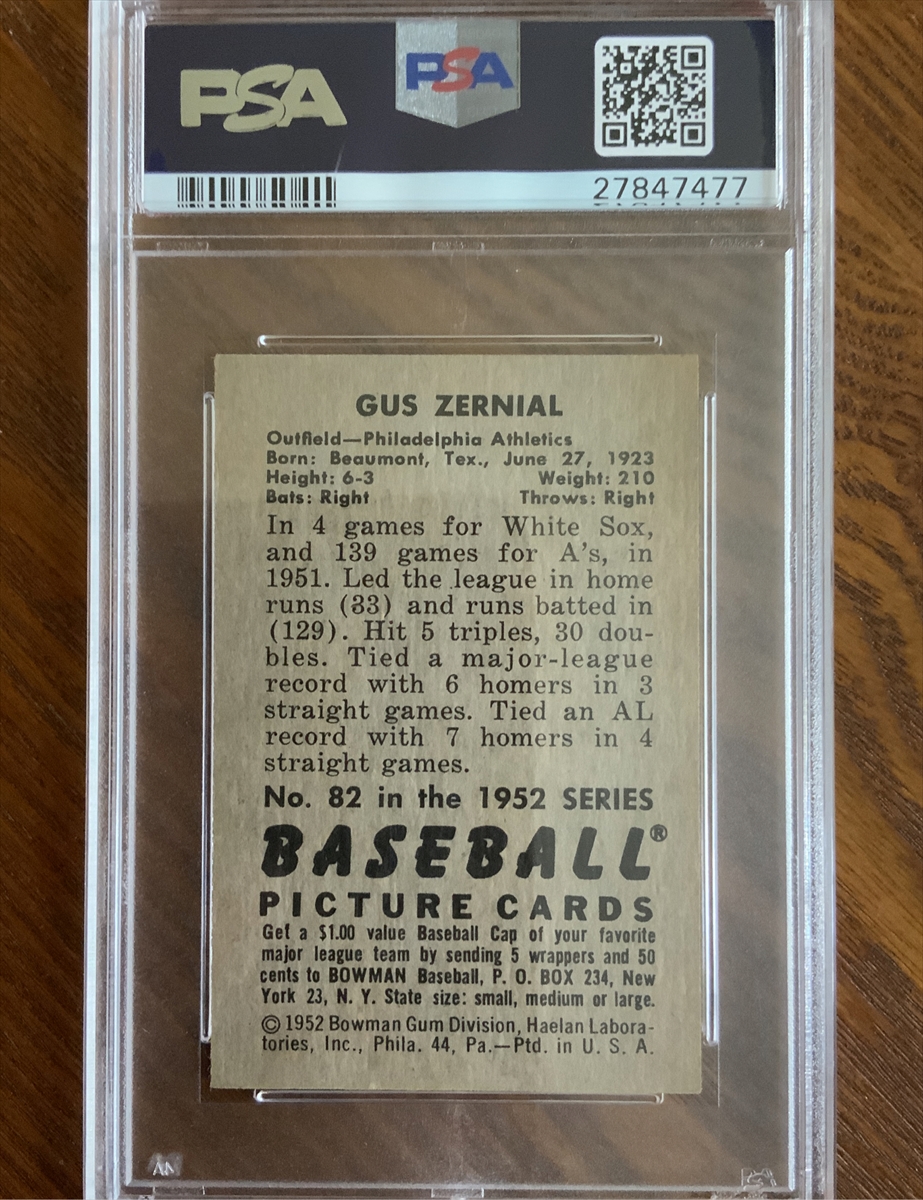 PSA PSA
27847477
GUS ZERNIAL
Outfield—Philadelphia Athletics
Born: Beaumont, Tex., June 27, 1923
Height: 6-3 Weight: 210
Bats: Right Throws: Right
In 4 games for White Sox,
and 139 games for A's, in
1951. Led the league in home
runs (33) and runs batted in
(129). Hit 5 triples, 30 dou-
bles. Tied a major-league
record with 6 homers in 3
straight games. Tied an AL
record with 7 homers in 4
straight games.
No. 82 in the 1952 SERIES
BASEBALL®
PICTURE CARDS
Get a $1.00 value Baseball Cap of your favorite
major league team by sending 5 wrappers and 50
cents to BOWMAN Baseball, P. O. BOX 234, New
York 23, N. Y. State size: small, medium or large.
© 1952 Bowman Gum Division, Haelan Labora-
tories, Inc., Phila. 44, Pa.—Ptd. in U. S. A.